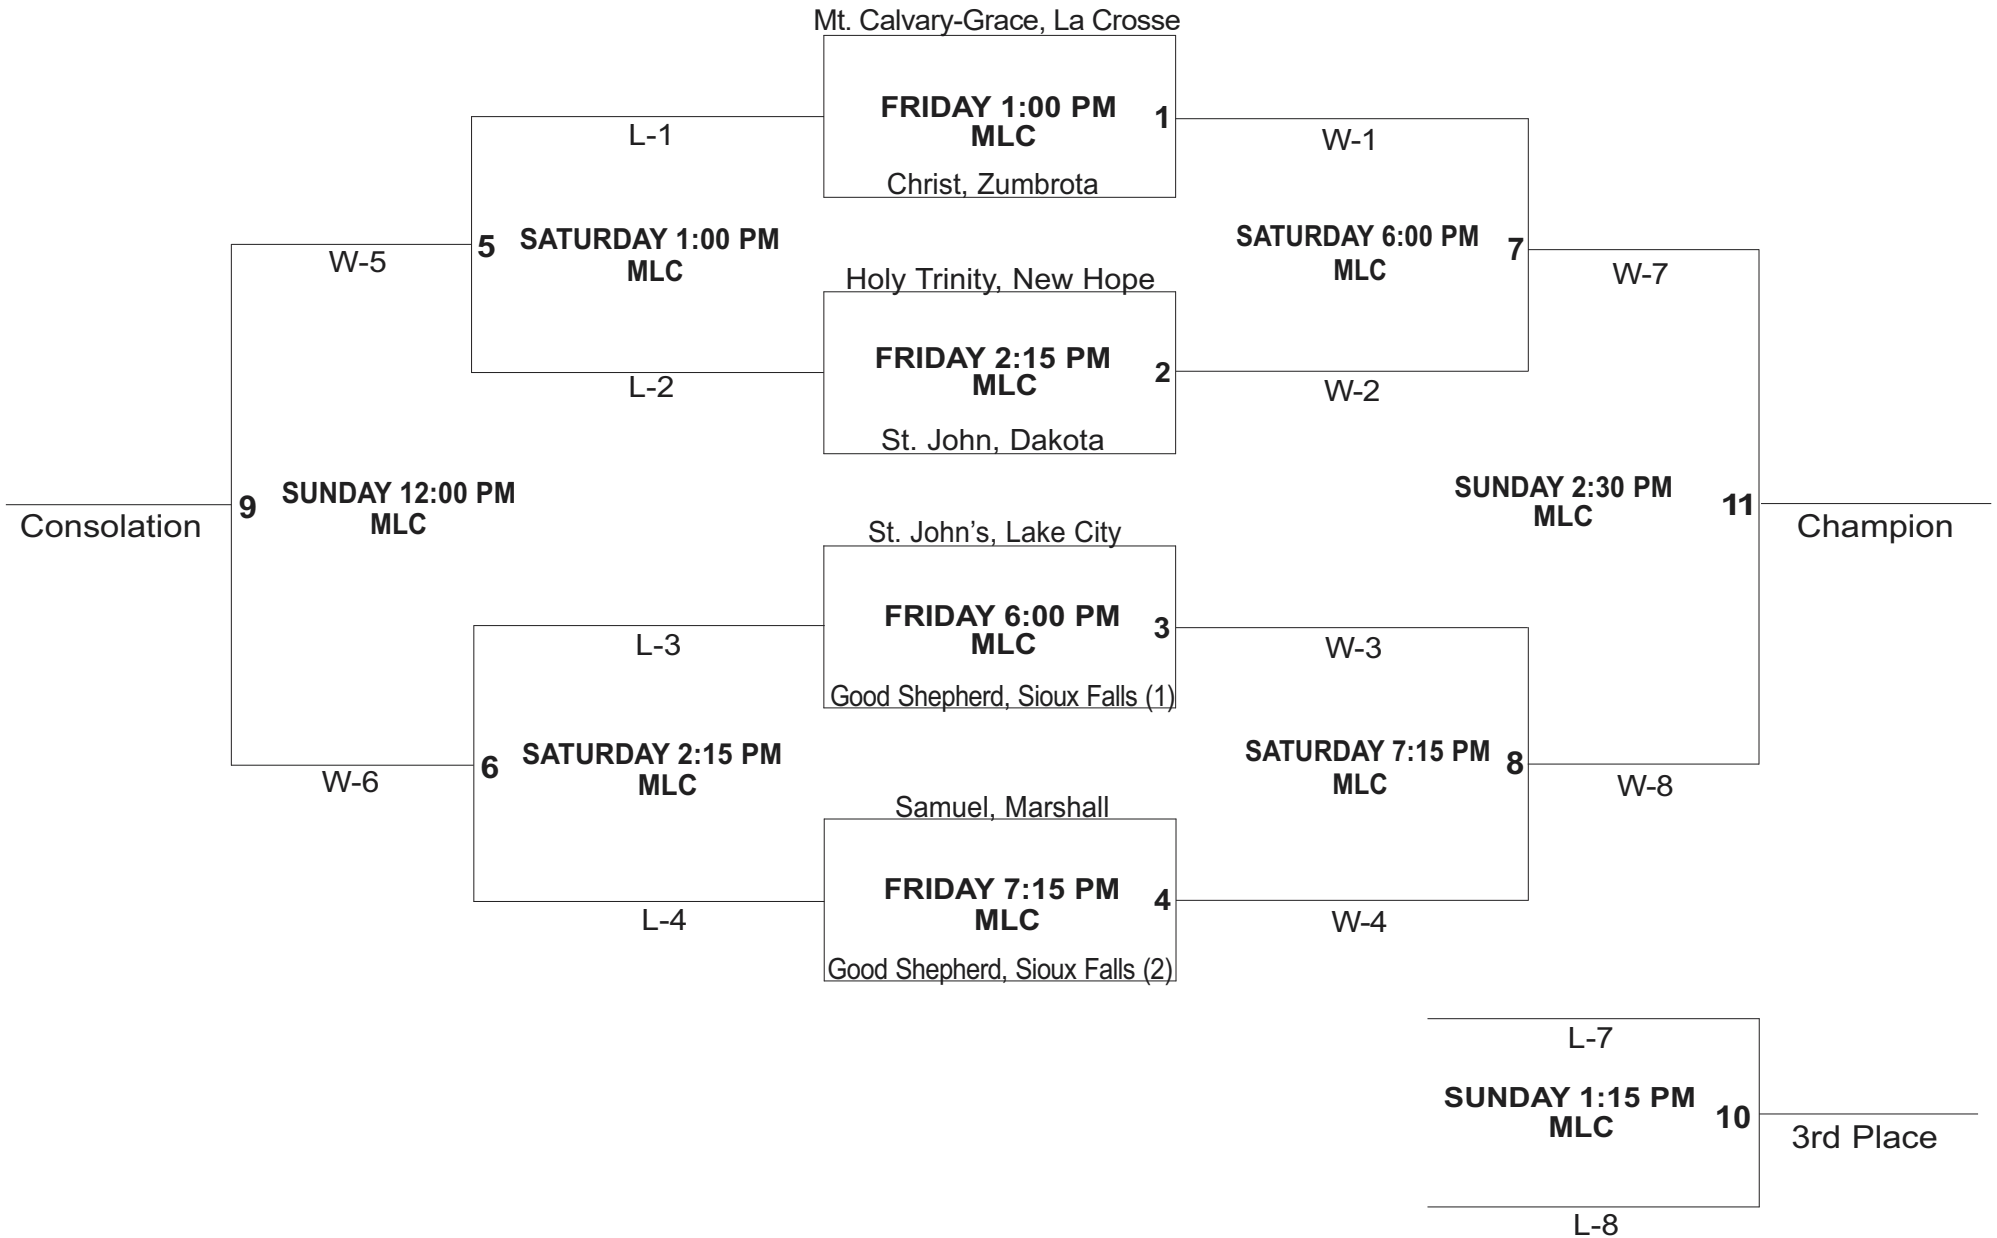 Mt. Calvary-Grace, La Crosse
FRIDAY 1:00 PM
MLC
1
Christ, Zumbrota
L-1
W-1
5
SATURDAY 1:00 PM
MLC
W-5
SATURDAY 6:00 PM
MLC
7
W-7
Holy Trinity, New Hope
FRIDAY 2:15 PM
MLC
2
St. John, Dakota
L-2
W-2
9
SUNDAY 12:00 PM
MLC
Consolation
SUNDAY 2:30 PM
MLC
11
Champion
St. John’s, Lake City
FRIDAY 6:00 PM
MLC
3
Good Shepherd, Sioux Falls (1)
L-3
W-3
6
SATURDAY 2:15 PM
MLC
W-6
SATURDAY 7:15 PM
MLC
8
W-8
Samuel, Marshall
FRIDAY 7:15 PM
MLC
4
Good Shepherd, Sioux Falls (2)
L-4
W-4
L-7
SUNDAY 1:15 PM
MLC
10
3rd Place
L-8